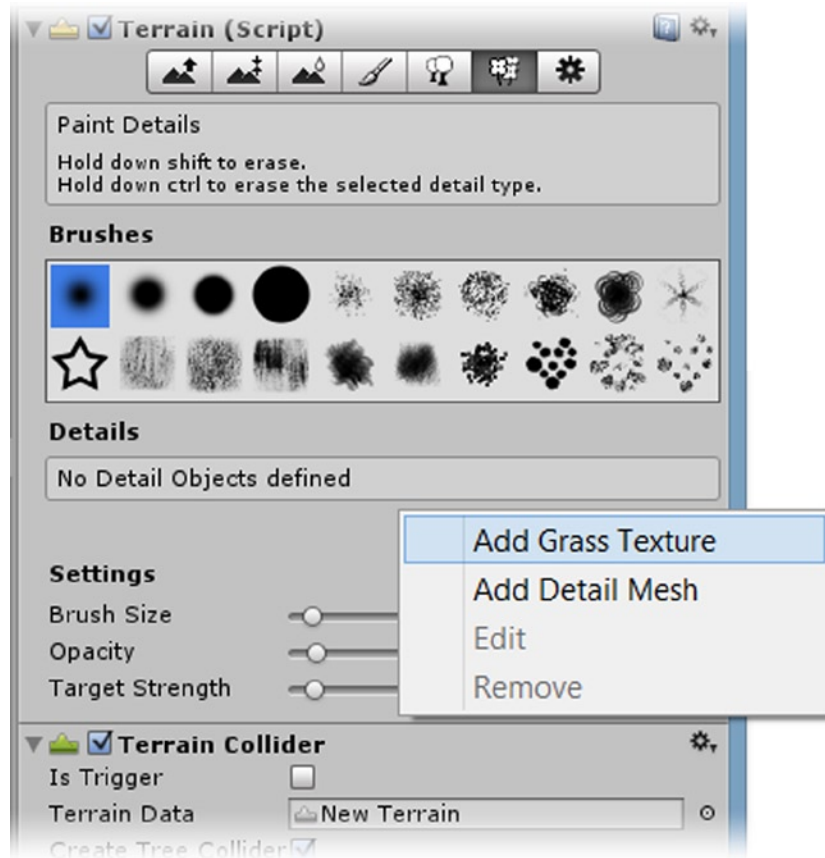 Terrain (Script)
Paint Details
Hold down shift to erase.
Hold down ctrl to erase the selected detail type.
Brushes
Details
No Detail Objects defined
Add Grass Texture
Add Detail Mesh
Edit
Remove
Settings
Brush Size
Opacity
Target Strength
Terrain Collider
Is Trigger
Terrain Data
New Terrain
Create Tree Collider